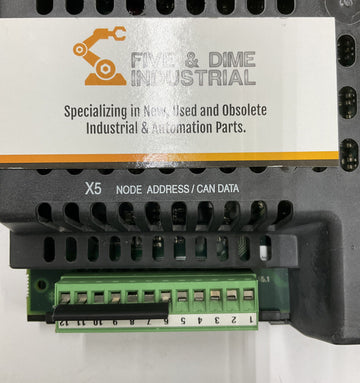 FIVE & DIME
INDUSTRIAL
Specializing in New, Used and Obsolete
Industrial & Automation Parts.
X5 NODE ADDRESS / CAN DATA
12 11 10 9 8 7 6 5 4 3 2 1